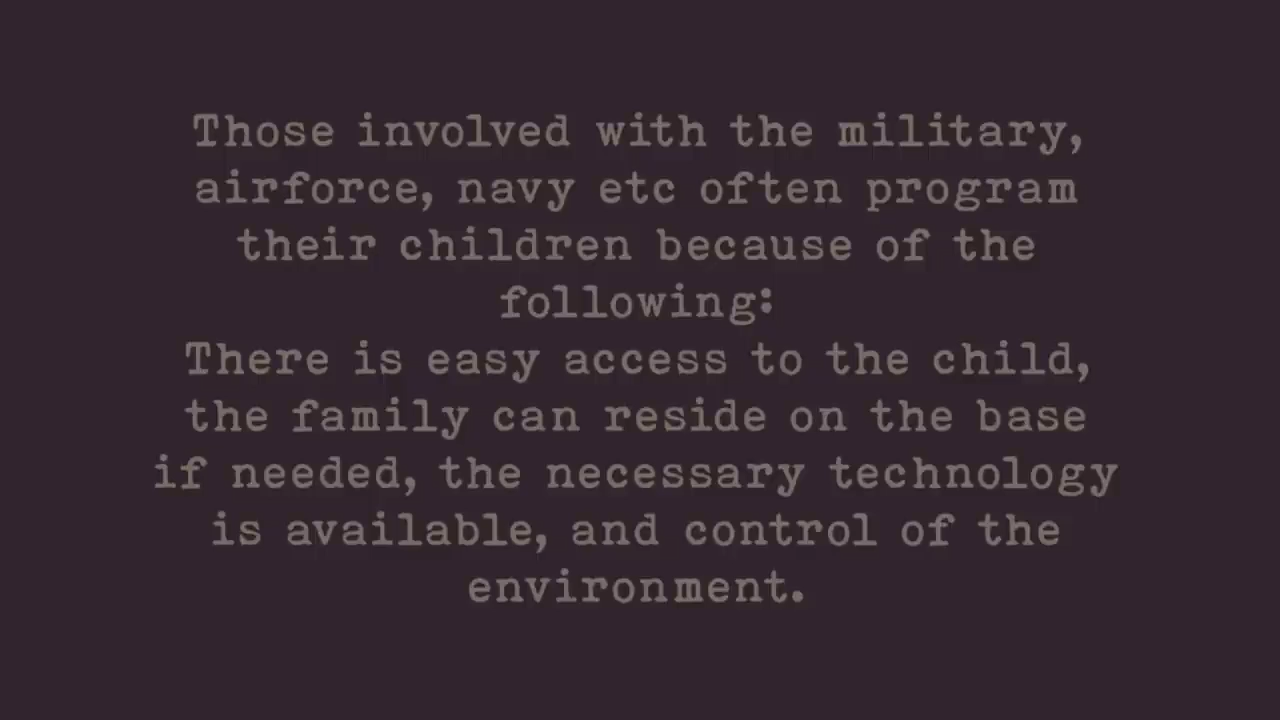 Those involved with the military,
airforce, navy etc often program
their children because of the
following:
There is easy access to the child,
the family can reside on the base
if needed, the necessary technology
is available, and control of the
environment.